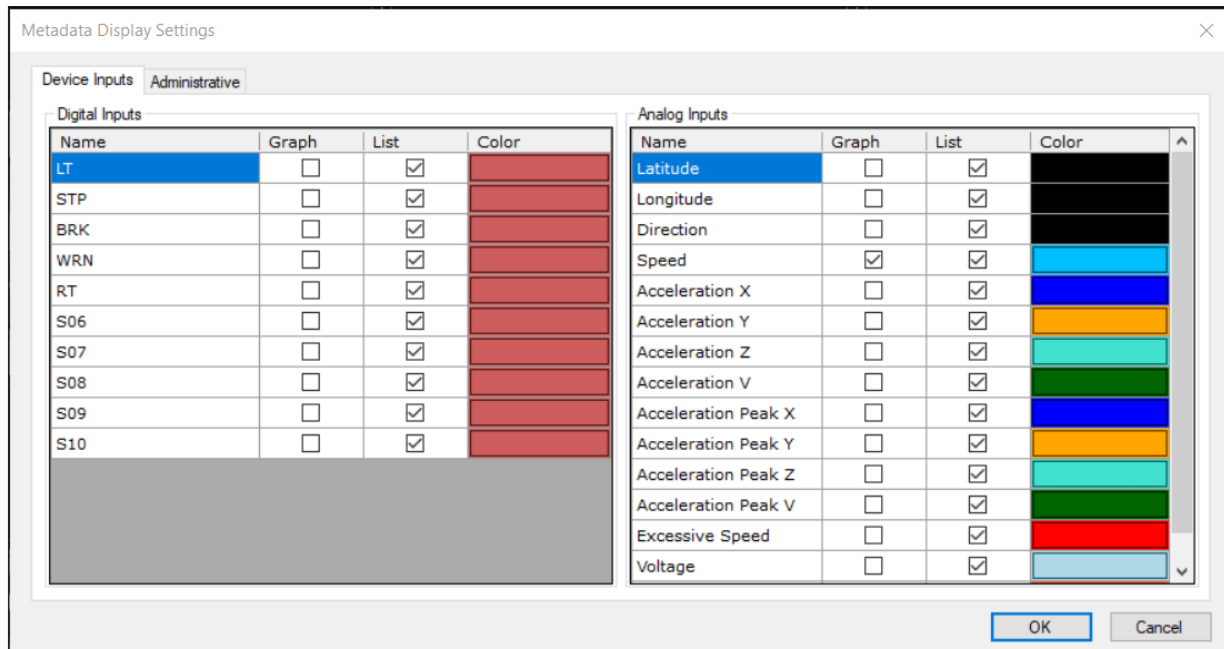 Metadata Display Settings
Device Inputs Administrative
Digital Inputs
Name Graph List Color
LT
STP
BRK
WRN
RT
S06
S07
S08
S09
S10
Analog Inputs
Name Graph List Color
Latitude
Longitude
Direction
Speed
Acceleration X
Acceleration Y
Acceleration Z
Acceleration V
Acceleration Peak X
Acceleration Peak Y
Acceleration Peak Z
Acceleration Peak V
Excessive Speed
Voltage
OK Cancel